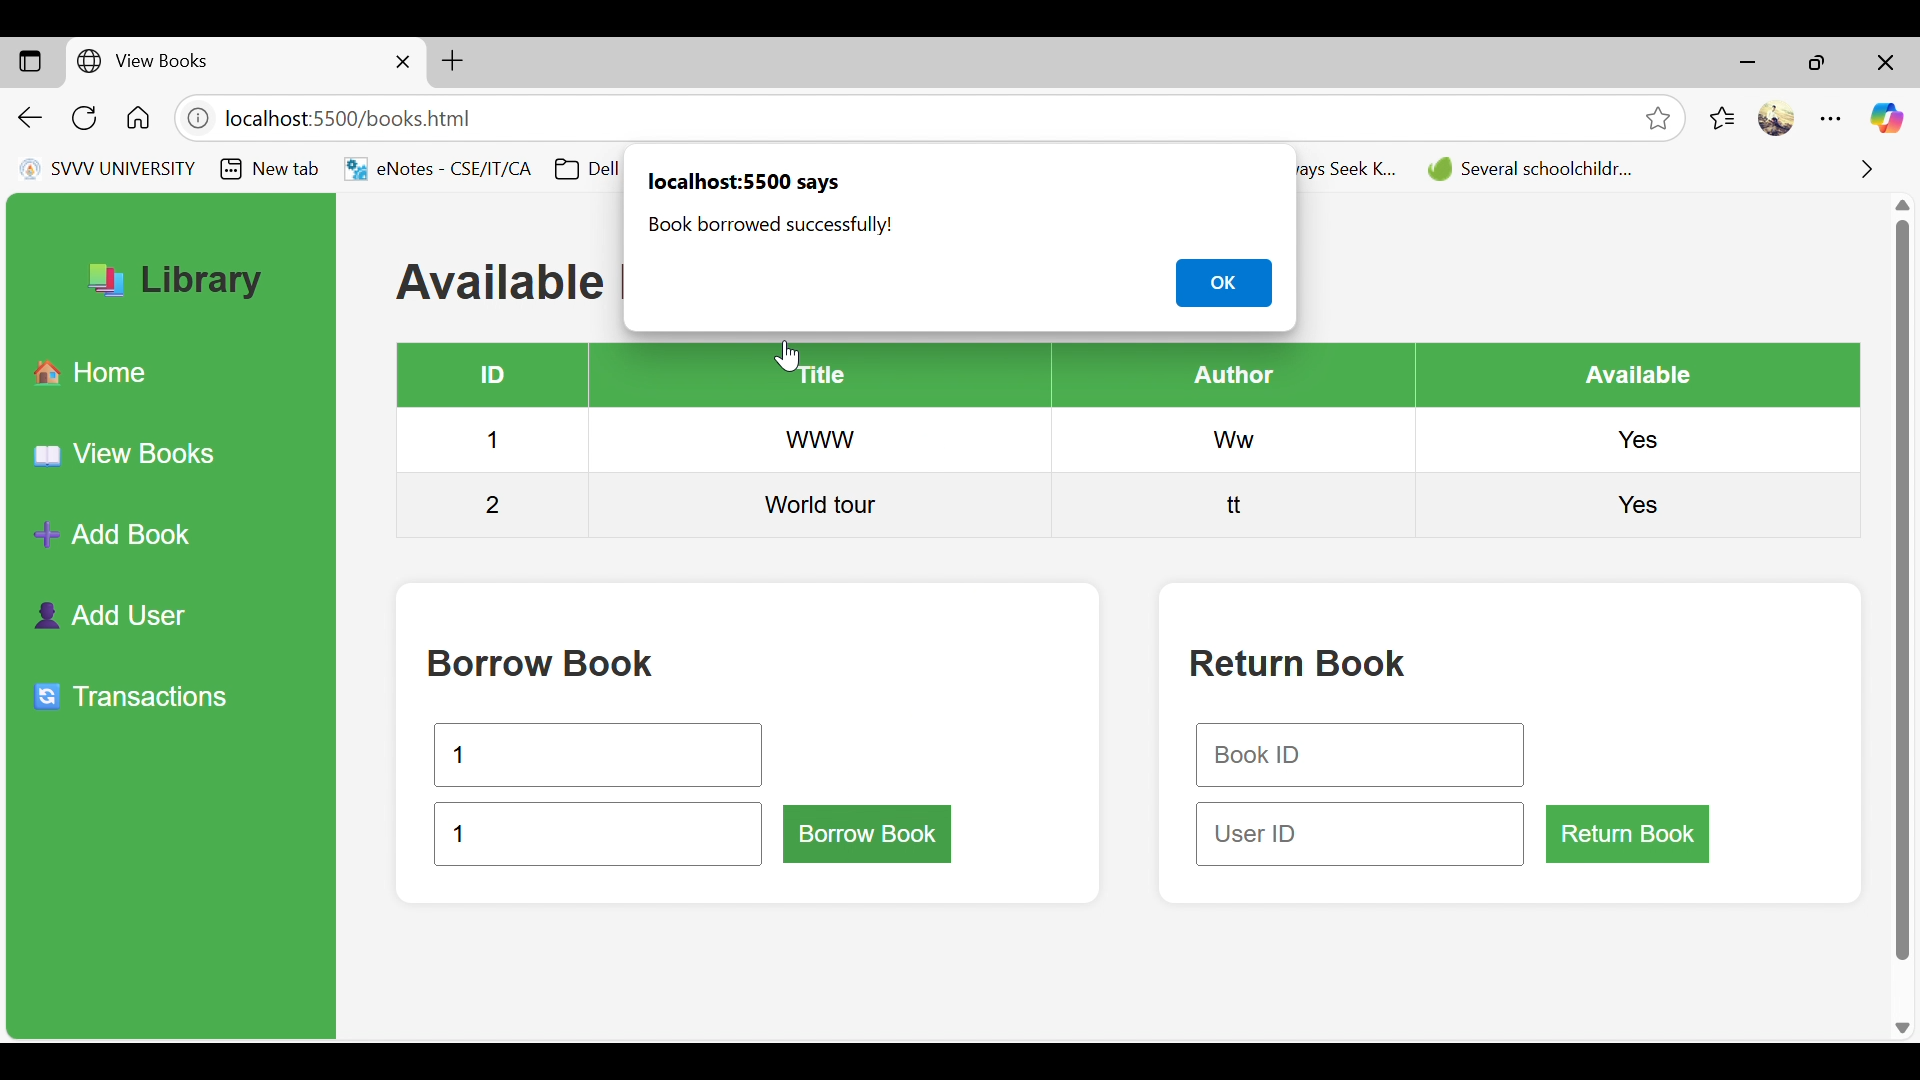 View Books
localhost:5500/books.html
SVVV UNIVERSITY
New tab
eNotes - CSE/IT/CA
Dell
ays Seek K...
Several schoolchildr...
localhost:5500 says
Book borrowed successfully!
OK
Library
Home
View Books
Add Book
Add User
Transactions
Available
ID Title Author Available
1 WWW Ww Yes
2 World tour tt Yes
Borrow Book
1
1
Borrow Book
Return Book
Book ID
User ID
Return Book